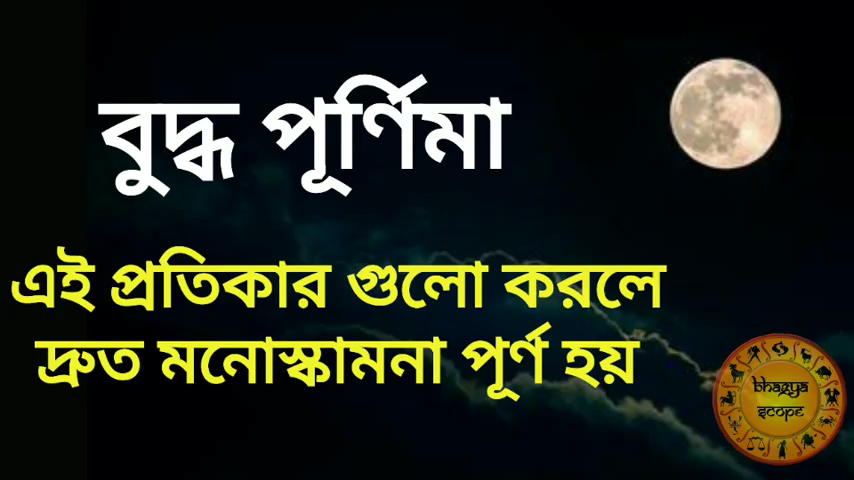 বুদ্ধ পূর্ণিমা
এই প্রতিকার গুলো করলে
দ্রুত মনোস্কামনা পূর্ণ হয়
bhagya
scope